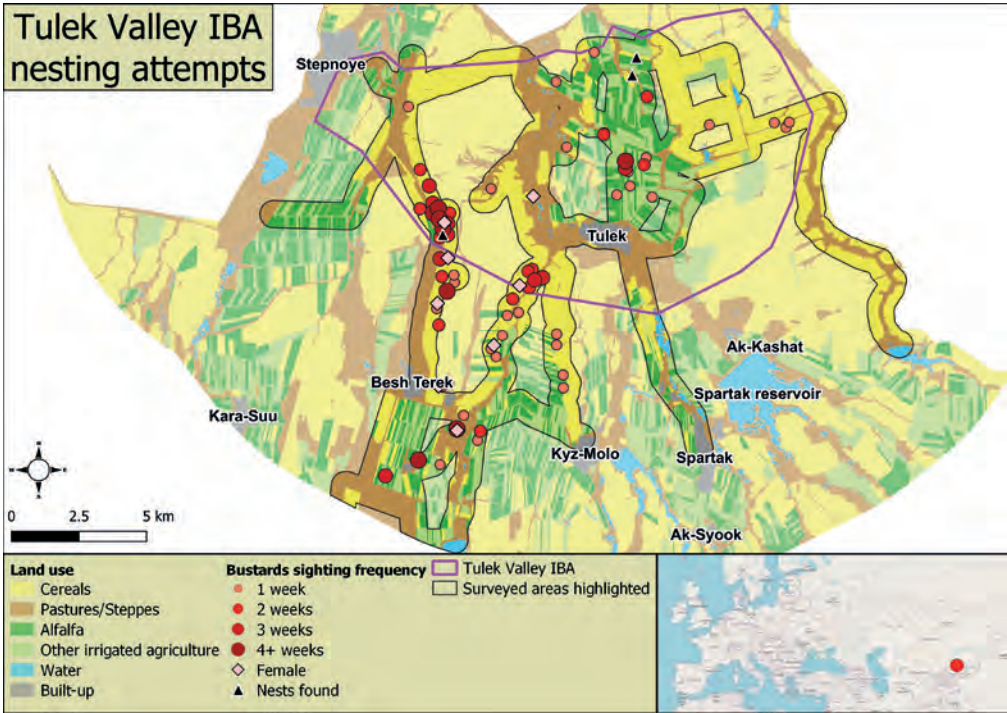 Tulek Valley IBA
nesting attempts
Stepnoye
Tulek
Ak-Kashat
Besh Terek
Spartak reservoir
Kara-Suu
Kyz-Molo
Spartak
Ak-Syook
0 2.5 5 km
Land use
Cereals
Pastures/Steppes
Alfalfa
Other irrigated agriculture
Water
Built-up
Bustards sighting frequency
1 week
2 weeks
3 weeks
4+ weeks
Female
Nests found
Tulek Valley IBA
Surveyed areas highlighted